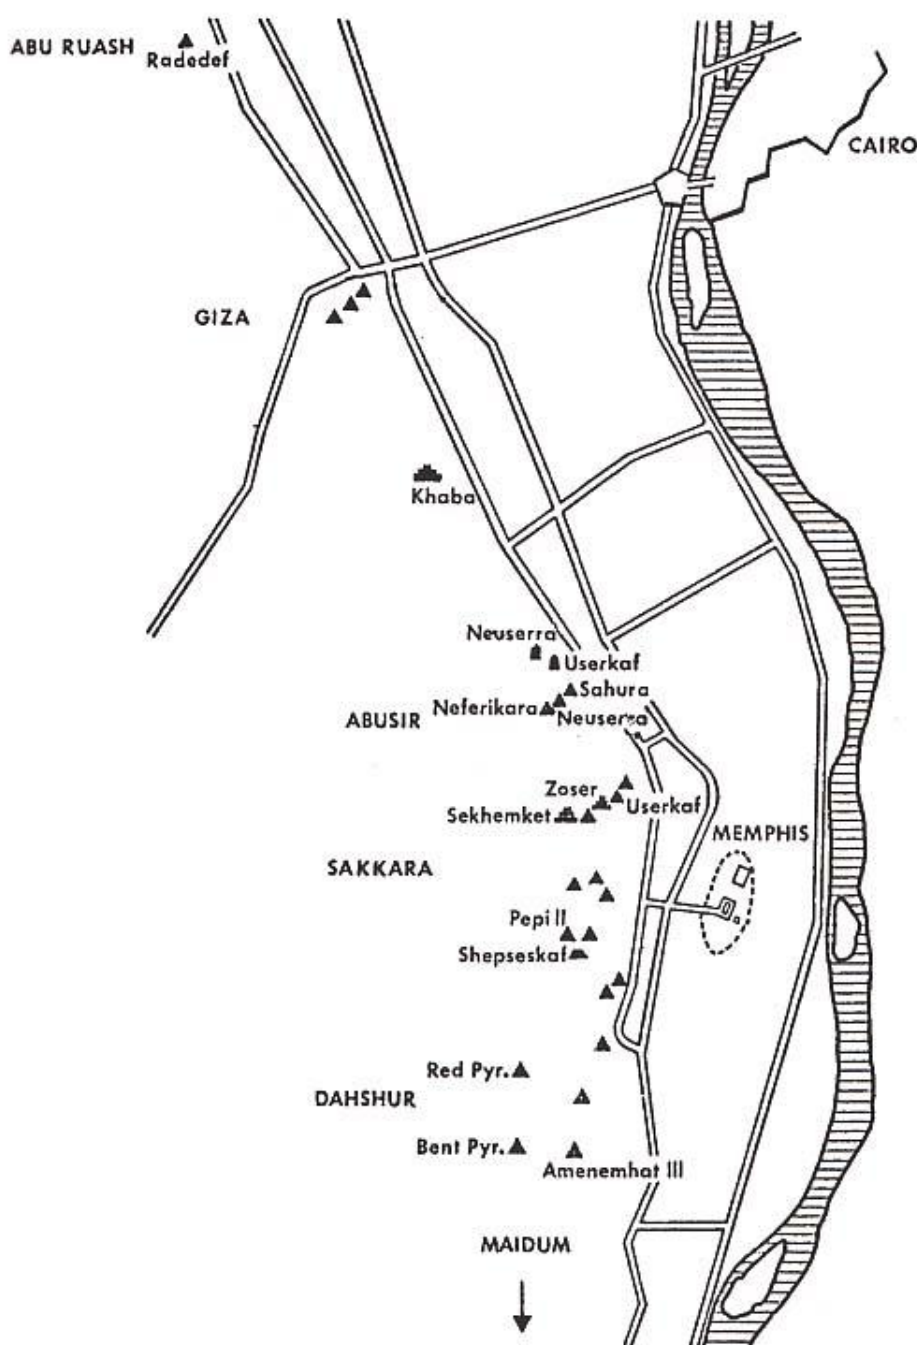 ABU RUASH
Radedef
CAIRO
GIZA
Khaba
Neuserra
Userkaf
Sahura
Neferikara
Neuserra
ABUSIR
Zoser
Userkaf
Sekhemket
MEMPHIS
SAKKARA
Pepi II
Shepseskaf
Red Pyr.
DAHSHUR
Bent Pyr.
Amenemhat III
MAIDUM